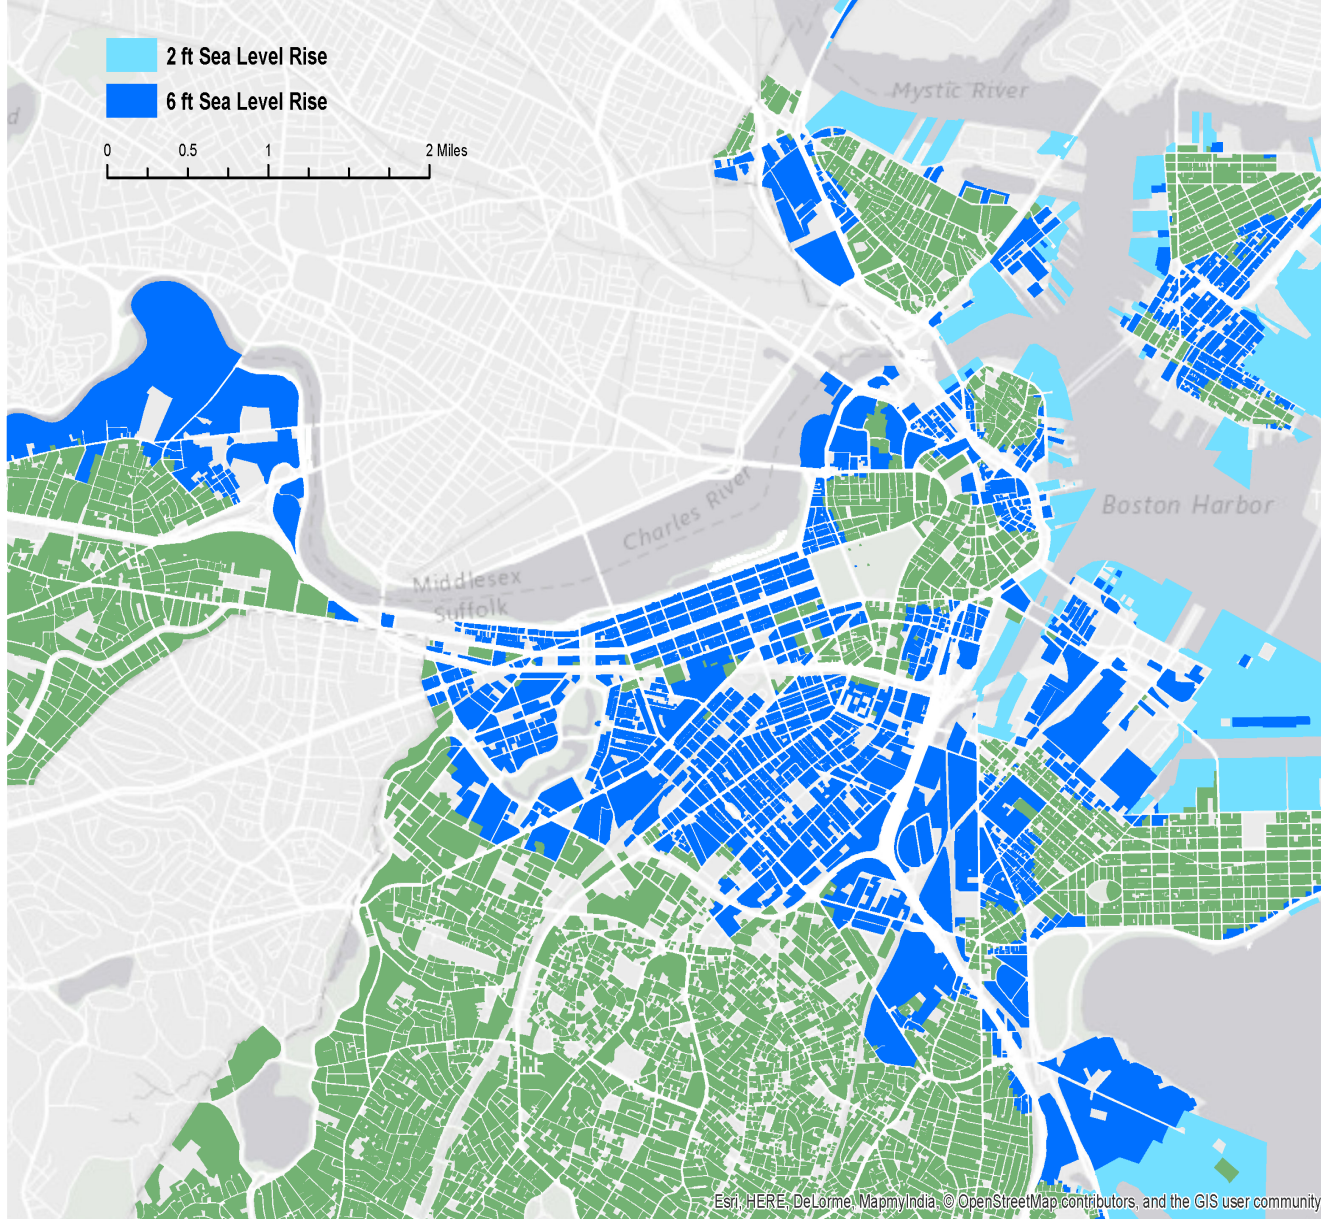 2 ft Sea Level Rise
6 ft Sea Level Rise
0 0.5 1 2 Miles
Mystic River
d
Boston Harbor
Charles River
Middlesex
Suffolk
Esri, HERE, DeLorme, MapmyIndia, © OpenStreetMap contributors, and the GIS user community